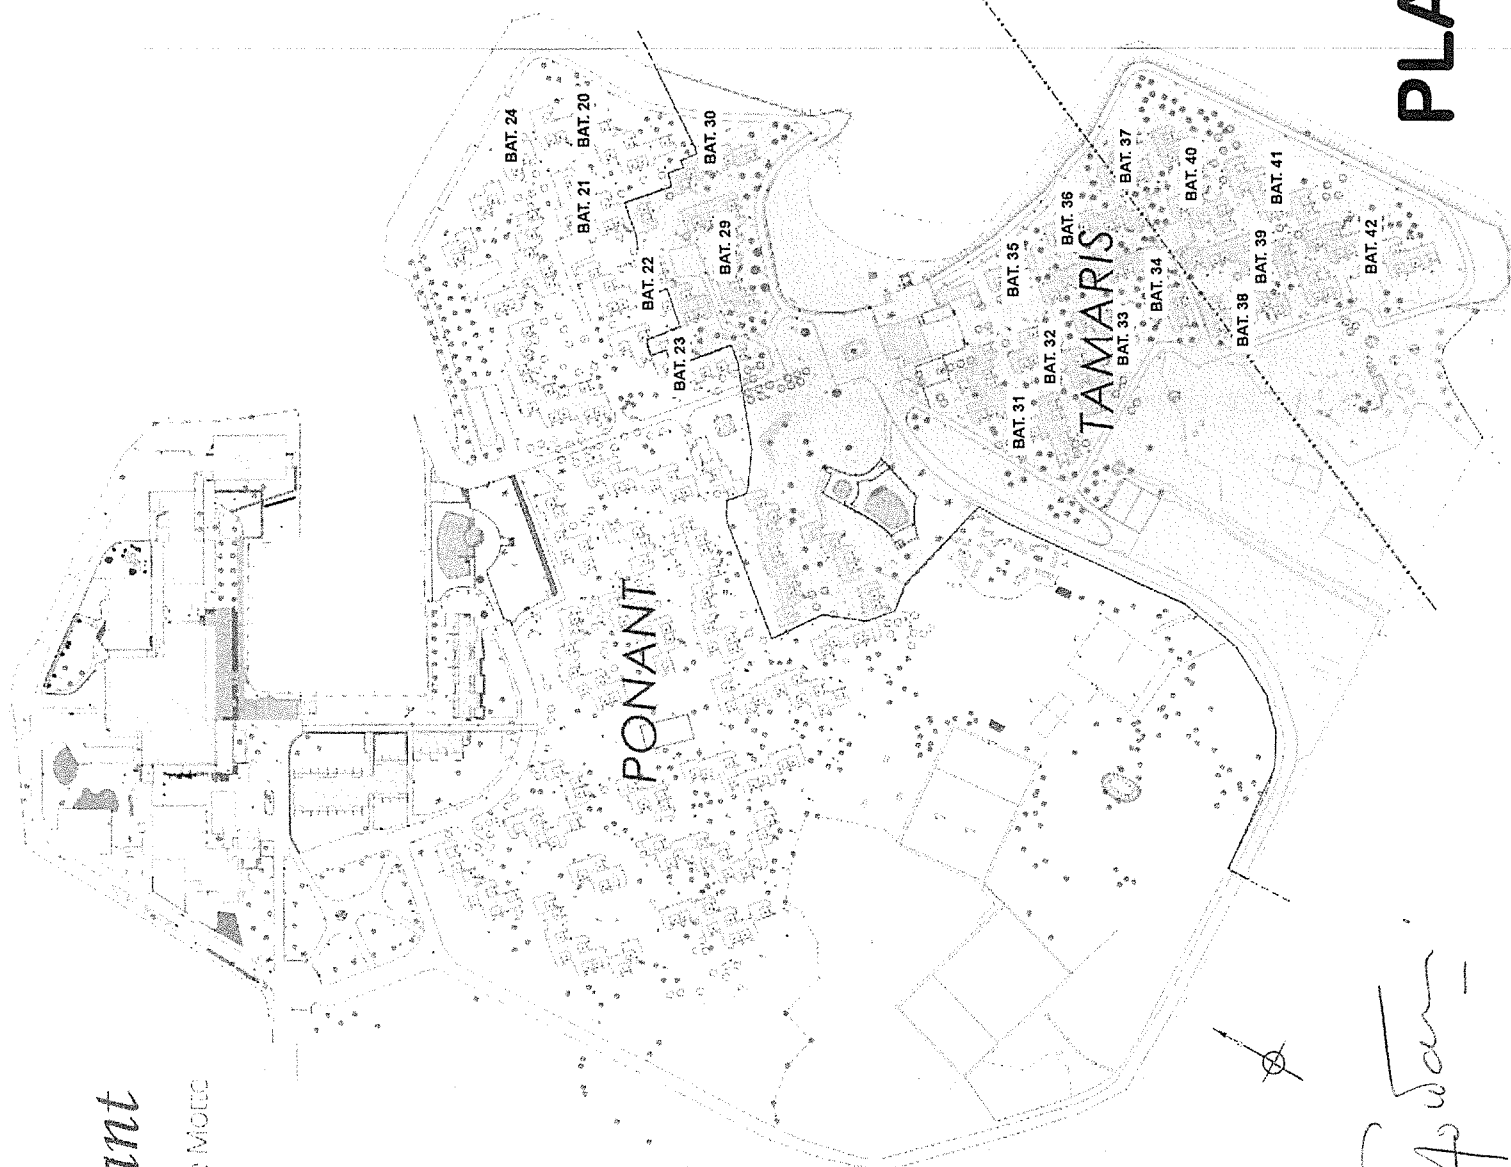 ant
BAT. 24
BAT. 21
BAT. 20
PONANT
BAT. 22
BAT. 23
BAT. 30
BAT. 29
BAT. 31
BAT. 35
BAT. 32
BAT. 36
TAMARIS
BAT. 33
BAT. 37
BAT. 34
BAT. 40
BAT. 38
BAT. 39
BAT. 41
BAT. 42
PLA